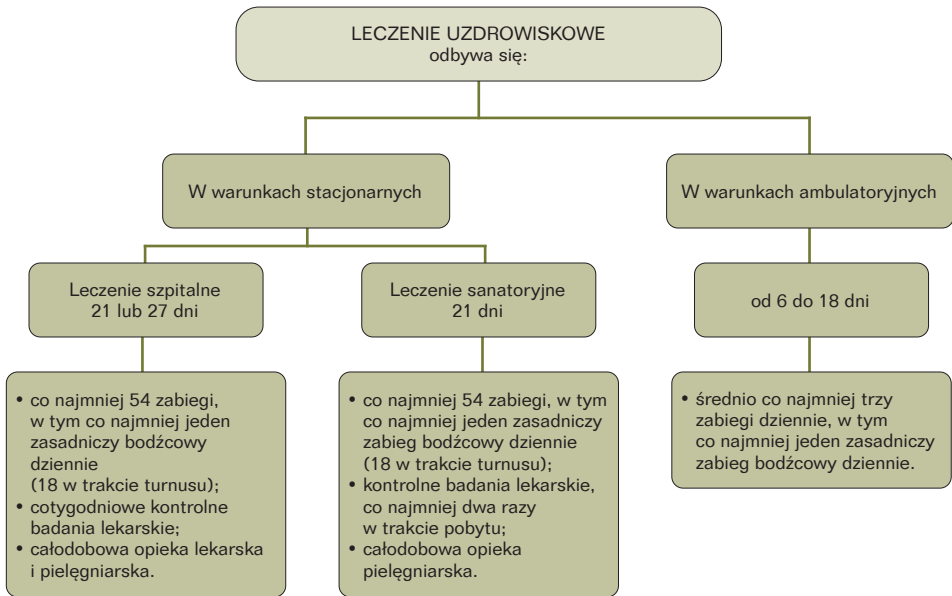 LECZENIE UZDROWISKOWE
odbywa się:
W warunkach stacjonarnych
W warunkach ambulatoryjnych
Leczenie szpitalne
21 lub 27 dni
Leczenie sanatoryjne
21 dni
od 6 do 18 dni
• co najmniej 54 zabiegi,
w tym co najmniej jeden
zasadniczy bodźcowy
dziennie
(18 w trakcie turnusu);
• cotygodniowe kontrolne
badania lekarskie;
• całodobowa opieka lekarska
i pielęgniarska.
• co najmniej 54 zabiegi, w tym
co najmniej jeden zasadniczy
zabieg bodźcowy dziennie
(18 w trakcie turnusu);
• kontrolne badania lekarskie,
co najmniej dwa razy
w trakcie pobytu;
• całodobowa opieka
pielęgniarska.
• średnio co najmniej trzy
zabiegi dziennie, w tym
co najmniej jeden zasadniczy
zabieg bodźcowy dziennie.